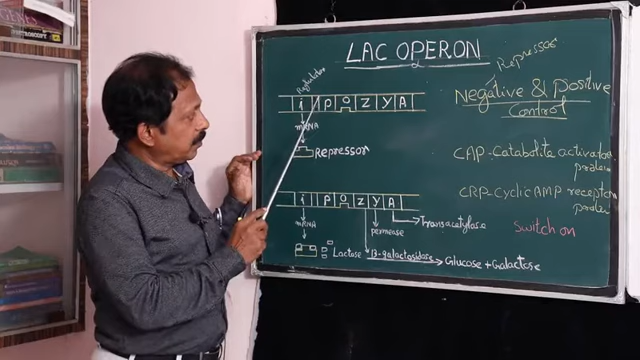 LAC OPERON
Regulator
i P O Z Y A
mRNA
Repressor
Repressor
Negative & Positive
Control
CAP-Catabolite activator
protein
CRP-Cyclic AMP receptor
protein
Switch on
i P O Z Y A
mRNA
permease
Transacetylase
Lactose
β-galactosidase
Glucose + Galactose